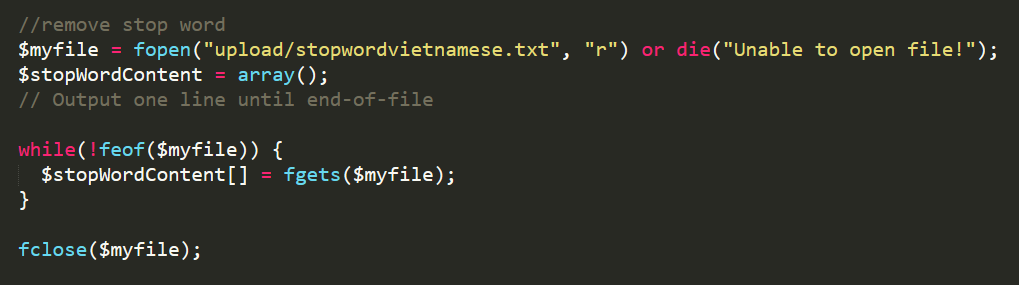 //remove stop word
$myfile = fopen("upload/stopwordvietnamese.txt", "r") or die("Unable to open file!");
$stopWordContent = array();
// Output one line until end-of-file
while(!feof($myfile)) {
  $stopWordContent[] = fgets($myfile);
}
fclose($myfile);